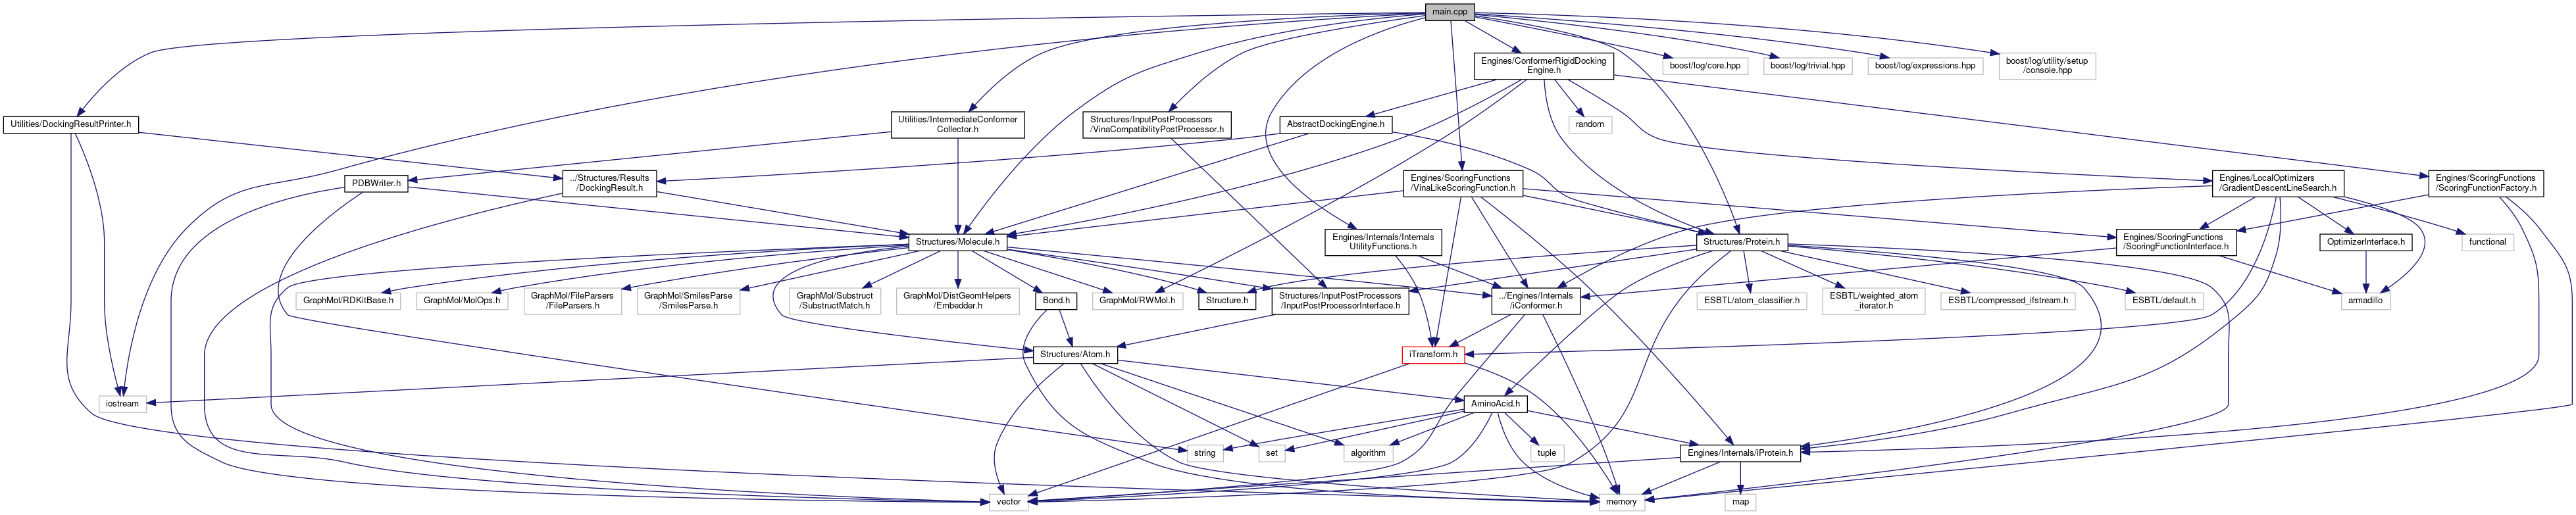 main.cpp
Engines/ConformerRigidDocking
Engine.h
boost/log/core.hpp
boost/log/trivial.hpp
boost/log/expressions.hpp
boost/log/utility/setup
/console.hpp
Utilities/DockingResultPrinter.h
Utilities/IntermediateConformer
Collector.h
Structures/InputPostProcessors
/VinaCompatibilityPostProcessor.h
AbstractDockingEngine.h
random
PDBWriter.h
../Structures/Results
/DockingResult.h
Engines/ScoringFunctions
/VinaLikeScoringFunction.h
Engines/LocalOptimizers
/GradientDescentLineSearch.h
Engines/ScoringFunctions
/ScoringFunctionFactory.h
Structures/Molecule.h
Engines/Internals/Internals
UtilityFunctions.h
Structures/Protein.h
Engines/ScoringFunctions
/ScoringFunctionInterface.h
OptimizerInterface.h
functional
GraphMol/RDKitBase.h
GraphMol/MolOps.h
GraphMol/FileParsers
/FileParsers.h
GraphMol/SmilesParse
/SmilesParse.h
GraphMol/Substruct
/SubstructMatch.h
GraphMol/DistGeomHelpers
/Embedder.h
Bond.h
GraphMol/RWMol.h
Structure.h
Structures/InputPostProcessors
/InputPostProcessorInterface.h
../Engines/Internals
/iConformer.h
ESBTL/atom_classifier.h
ESBTL/weighted_atom
_iterator.h
ESBTL/compressed_ifstream.h
ESBTL/default.h
armadillo
Structures/Atom.h
iTransform.h
iostream
AminoAcid.h
string
set
algorithm
tuple
Engines/Internals/iProtein.h
vector
memory
map